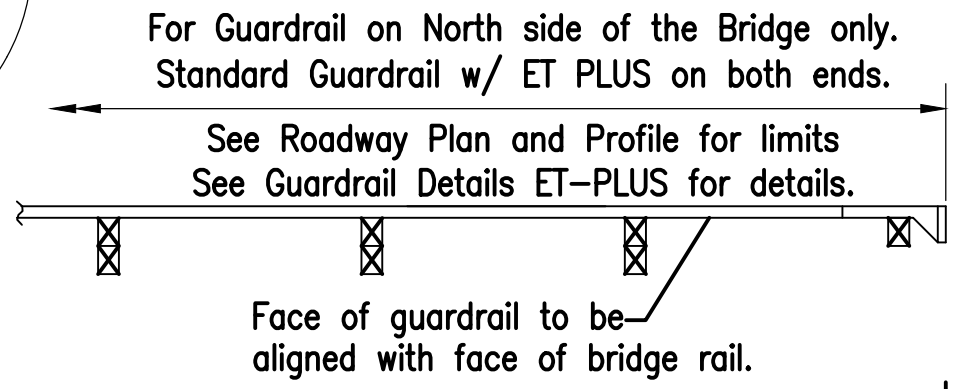 For Guardrail on North side of the Bridge only.
Standard Guardrail w/ ET PLUS on both ends.
See Roadway Plan and Profile for limits
See Guardrail Details ET-PLUS for details.
Face of guardrail to be
aligned with face of bridge rail.